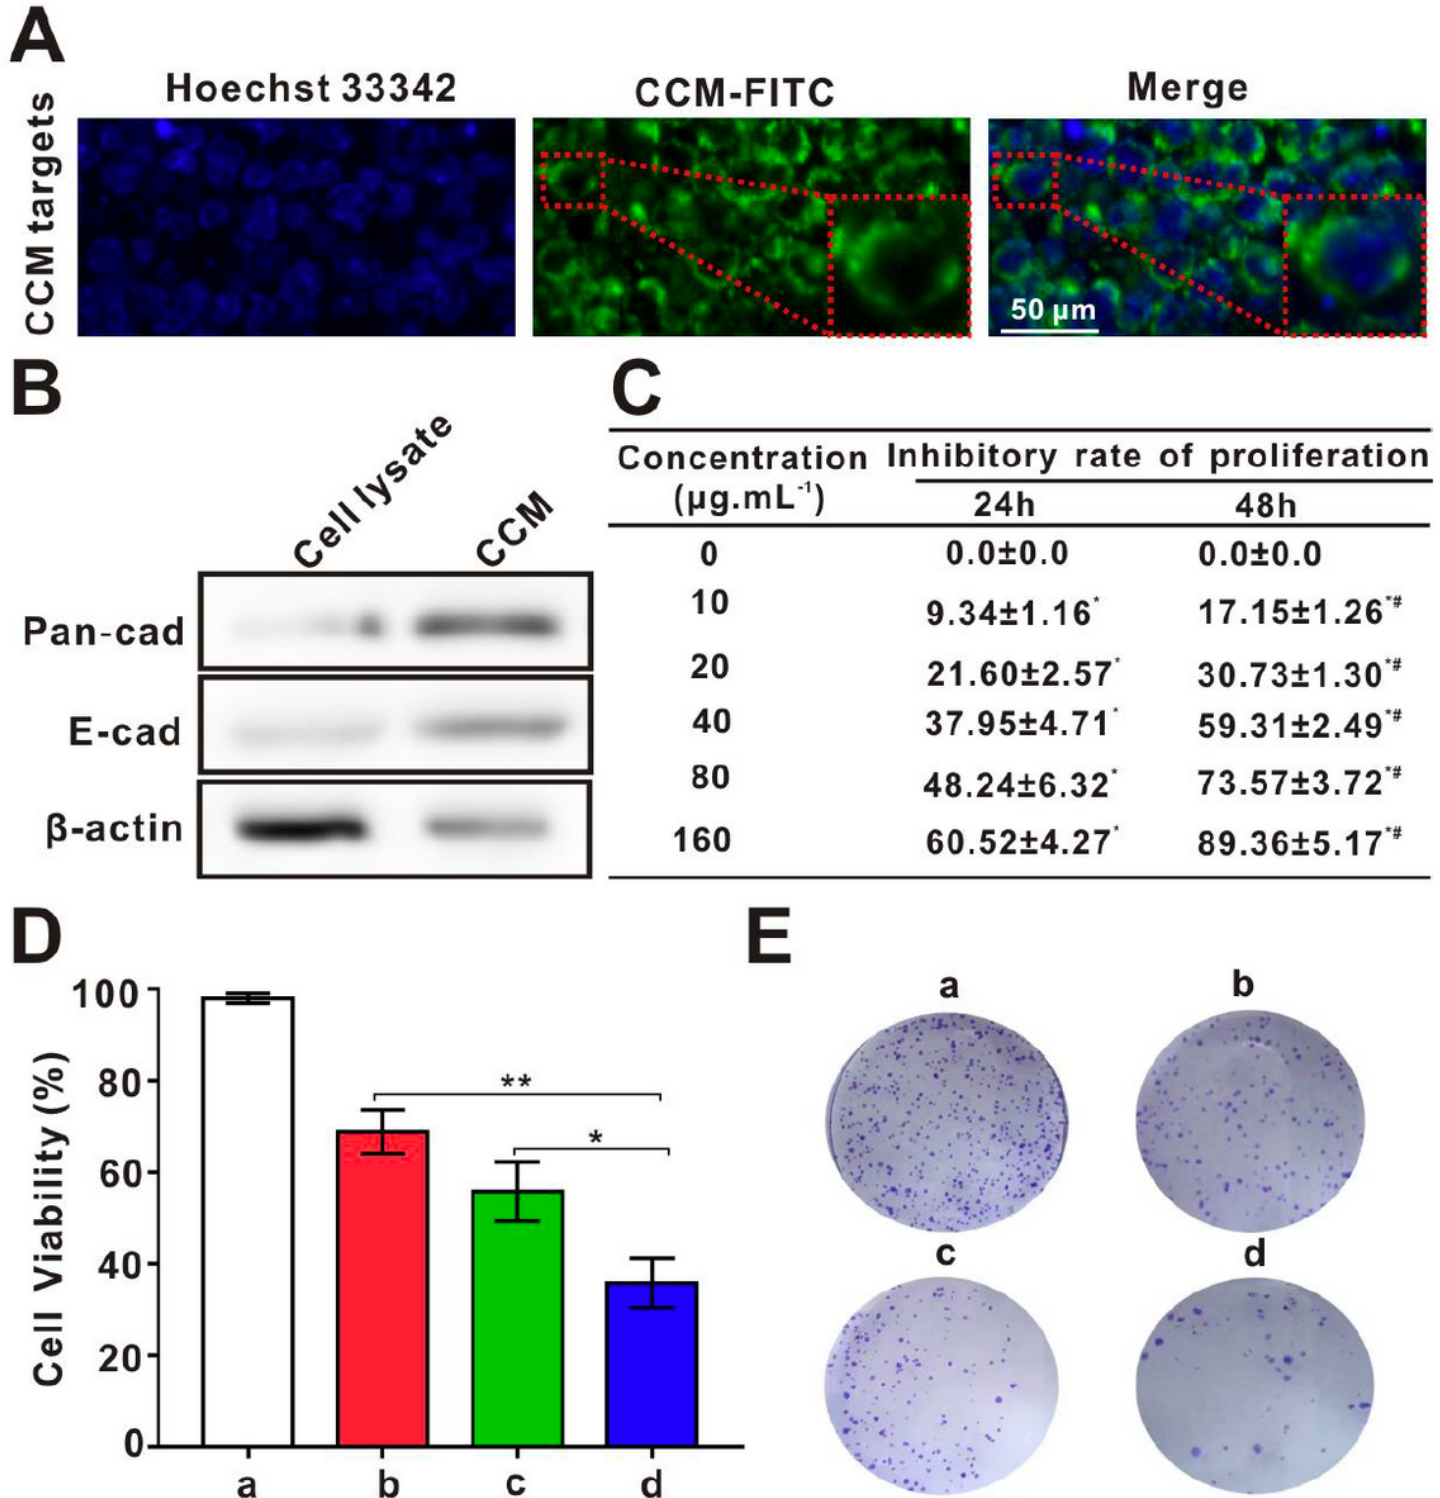 A
Hoechst 33342
CCM-FITC
Merge
CCM targets
50 µm
B
Cell lysate
CCM
Pan-cad
E-cad
β-actin
C
Concentration Inhibitory rate of proliferation
(µg.mL⁻¹) 24h 48h
0 0.0±0.0 0.0±0.0
10 9.34±1.16* 17.15±1.26*#
20 21.60±2.57* 30.73±1.30*#
40 37.95±4.71* 59.31±2.49*#
80 48.24±6.32* 73.57±3.72*#
160 60.52±4.27* 89.36±5.17*#
D
Cell Viability (%)
100
80
60
40
20
0
**
*
a b c d
E
a b
c d